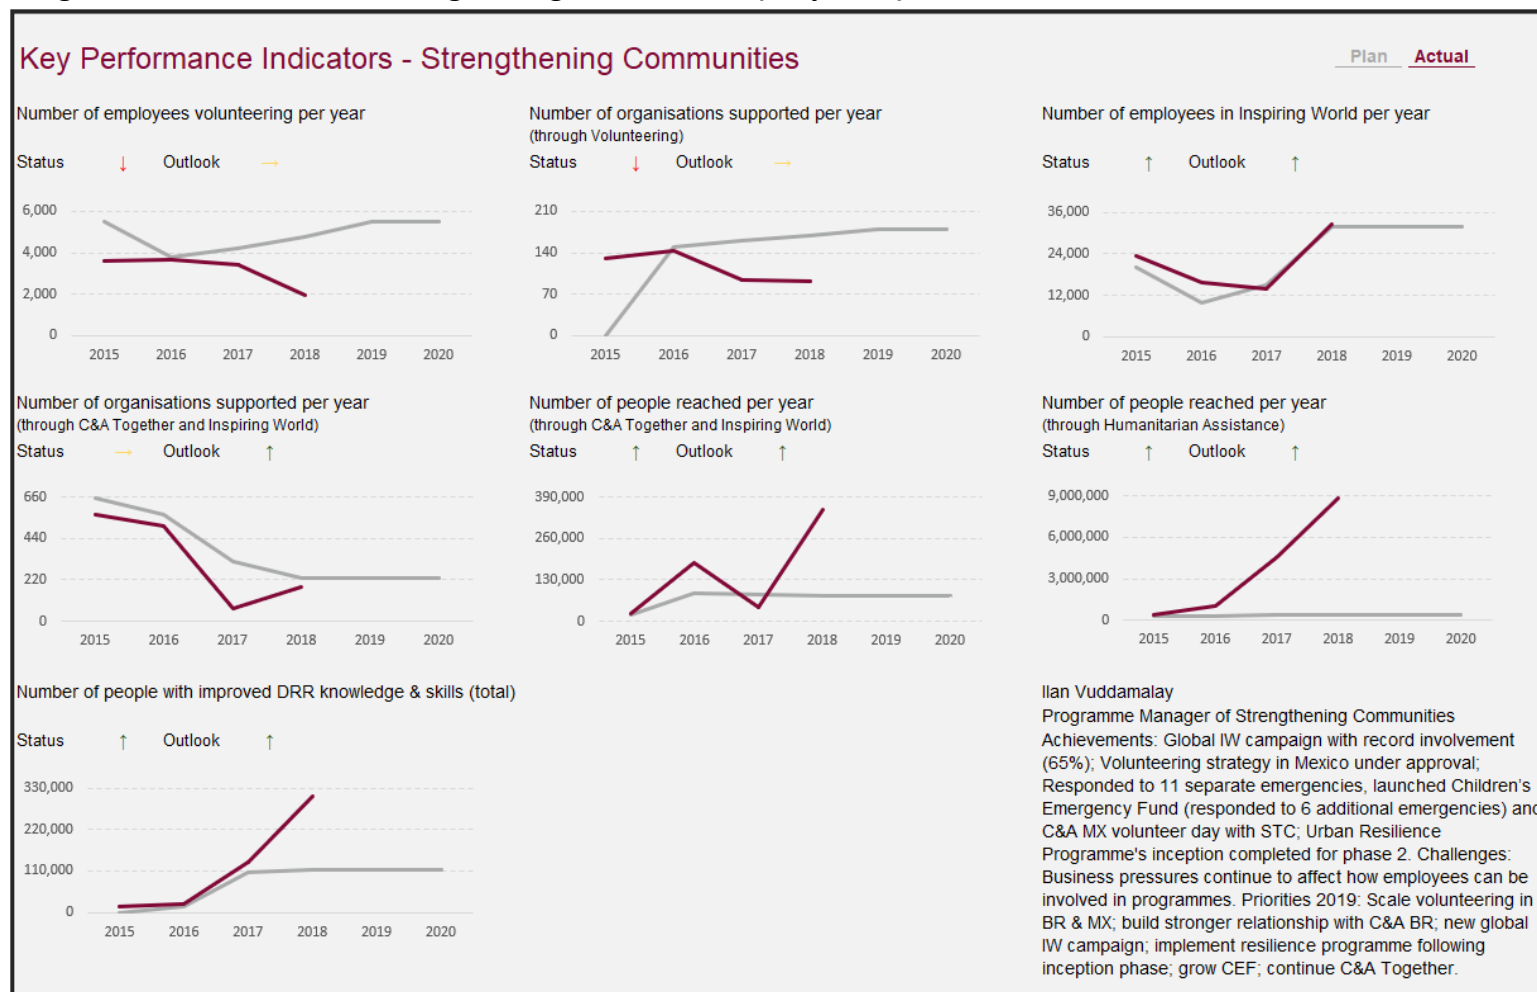 Key Performance Indicators - Strengthening Communities
Plan Actual
Number of employees volunteering per year
Status ↓ Outlook →
6,000
4,000
2,000
0
2015 2016 2017 2018 2019 2020
Number of organisations supported per year
(through Volunteering)
Status ↓ Outlook →
210
140
70
0
2015 2016 2017 2018 2019 2020
Number of employees in Inspiring World per year
Status ↑ Outlook ↑
36,000
24,000
12,000
0
2015 2016 2017 2018 2019 2020
Number of organisations supported per year
(through C&A Together and Inspiring World)
Status → Outlook ↑
660
440
220
0
2015 2016 2017 2018 2019 2020
Number of people reached per year
(through C&A Together and Inspiring World)
Status ↑ Outlook ↑
390,000
260,000
130,000
0
2015 2016 2017 2018 2019 2020
Number of people reached per year
(through Humanitarian Assistance)
Status ↑ Outlook ↑
9,000,000
6,000,000
3,000,000
0
2015 2016 2017 2018 2019 2020
Number of people with improved DRR knowledge & skills (total)
Status ↑ Outlook ↑
330,000
220,000
110,000
0
2015 2016 2017 2018 2019 2020
Ilan Vuddamalay
Programme Manager of Strengthening Communities
Achievements: Global IW campaign with record involvement
(65%); Volunteering strategy in Mexico under approval;
Responded to 11 separate emergencies, launched Children's
Emergency Fund (responded to 6 additional emergencies) and
C&A MX volunteer day with STC; Urban Resilience
Programme's inception completed for phase 2. Challenges:
Business pressures continue to affect how employees can be
involved in programmes. Priorities 2019: Scale volunteering in
BR & MX; build stronger relationship with C&A BR; new global
IW campaign; implement resilience programme following
inception phase; grow CEF; continue C&A Together.